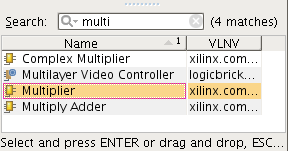 Search: multi (4 matches)
Name 1 VLNV
Complex Multiplier xilinx.com...
Multilayer Video Controller logicbrick...
Multiplier xilinx.com...
Multiply Adder xilinx.com...
Select and press ENTER or drag and drop, ESC...